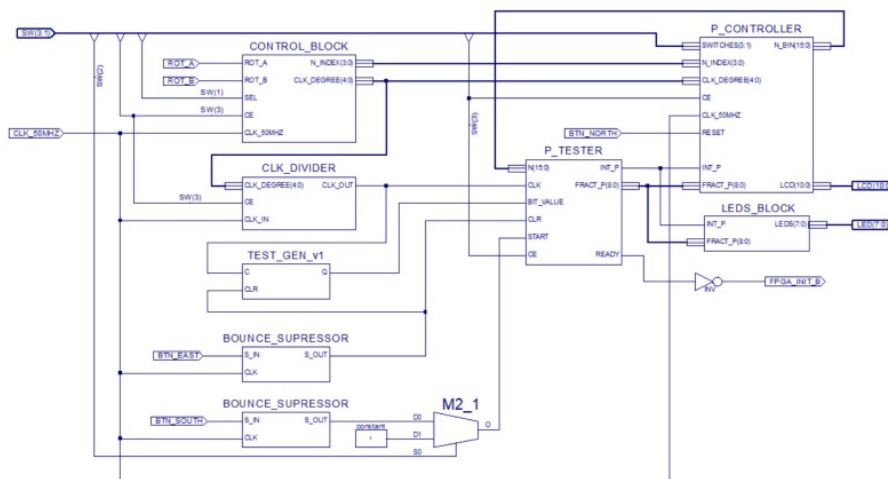 SW(3:1)
CONTROL_BLOCK
ROT_A
ROT_A
N_INDEX(3:0)
ROT_B
ROT_B
CLK_DEGREE(4:0)
SW(1)
SEL
SW(3)
CE
CLK_50MHZ
CLK_50MHZ
SW(2)
CLK_DIVIDER
CLK_DEGREE(4:0)
CLK_OUT
SW(3)
CE
CLK_IN
TEST_GEN_v1
C
Q
CLR
BOUNCE_SUPRESSOR
BTN_EAST
S_IN
S_OUT
CLK
BOUNCE_SUPRESSOR
BTN_SOUTH
S_IN
S_OUT
CLK
constant
1
M2_1
D0
D1
S0
O
SW(3)
P_TESTER
N(15:0)
INT_P
CLK
FRACT_P(8:0)
BIT_VALUE
CLR
START
CE
READY
INV
FPGA_INIT_B
P_CONTROLLER
SWITCHES(3:1)
N_BIN(15:0)
N_INDEX(3:0)
CLK_DEGREE(4:0)
CE
CLK_50MHZ
BTN_NORTH
RESET
INT_P
FRACT_P(8:0)
LCD(10:0)
LEDS_BLOCK
INT_P
LEDS(7:0)
LED(7:0)
FRACT_P(8:0)